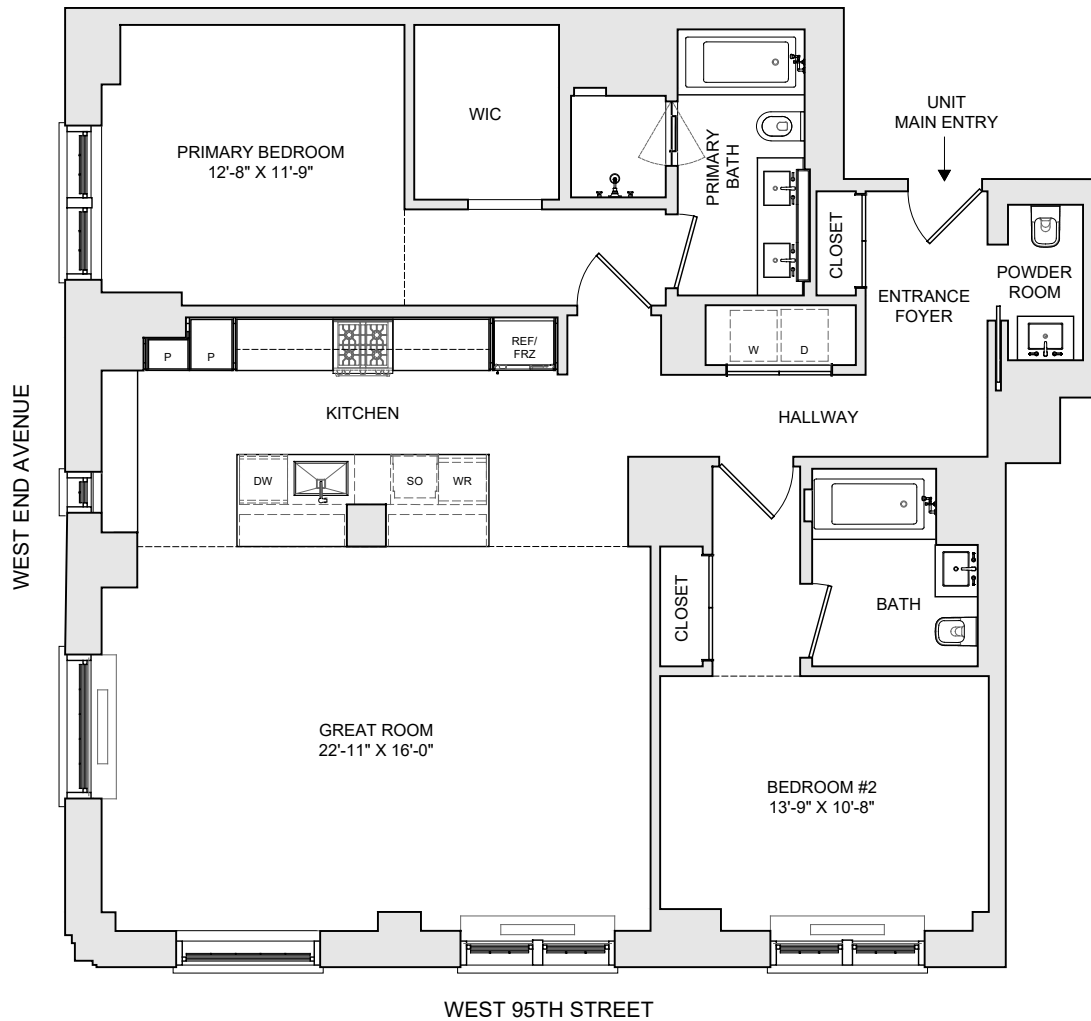 UNIT
MAIN ENTRY
WIC
PRIMARY BEDROOM
12'-8" X 11'-9"
PRIMARY
BATH
CLOSET
POWDER
ROOM
ENTRANCE
FOYER
REF/
FRZ
W
D
P
P
KITCHEN
HALLWAY
WEST END AVENUE
DW
SO
WR
CLOSET
BATH
GREAT ROOM
22'-11" X 16'-0"
BEDROOM #2
13'-9" X 10'-8"
WEST 95TH STREET